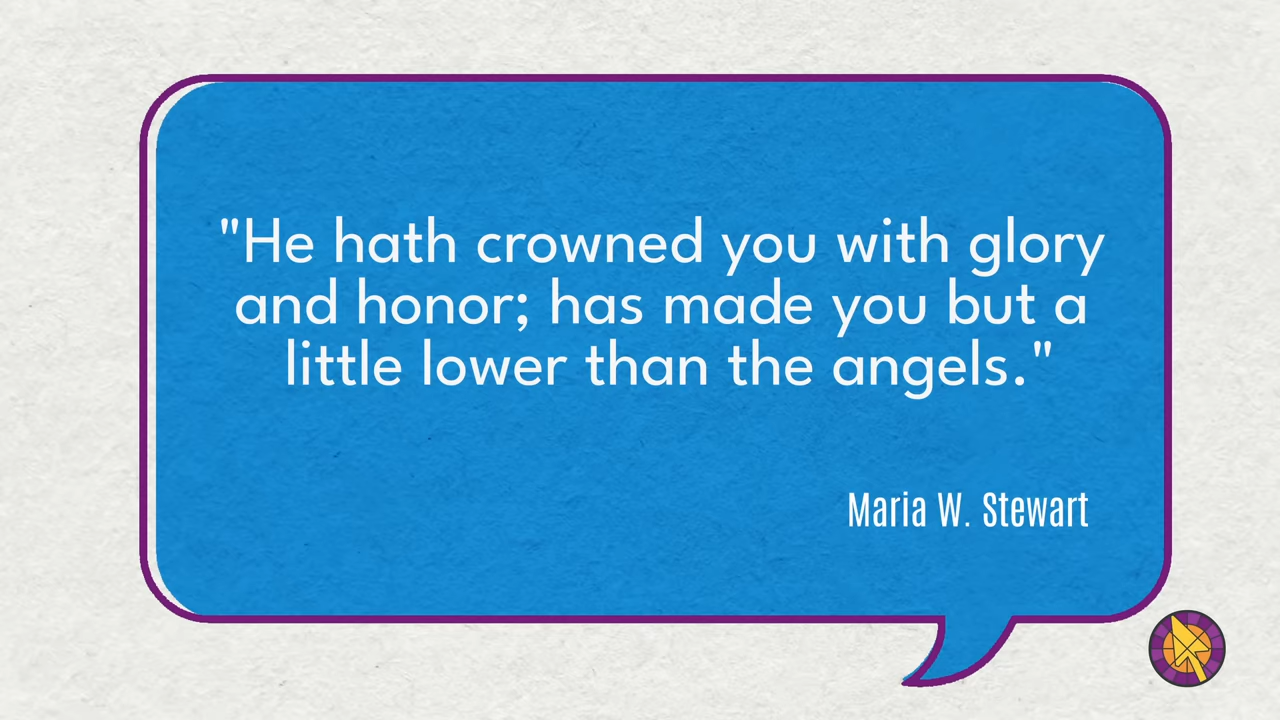 "He hath crowned you with glory
and honor; has made you but a
little lower than the angels."
Maria W. Stewart